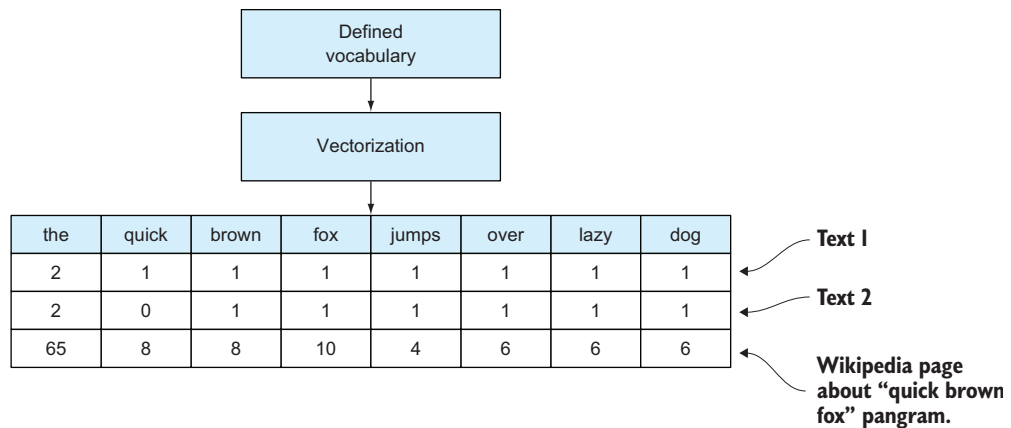 Defined
vocabulary
Vectorization
the quick brown fox jumps over lazy dog
2 1 1 1 1 1 1 1
Text 1
2 0 1 1 1 1 1 1
Text 2
65 8 8 10 4 6 6 6
Wikipedia page
about “quick brown
fox” pangram.